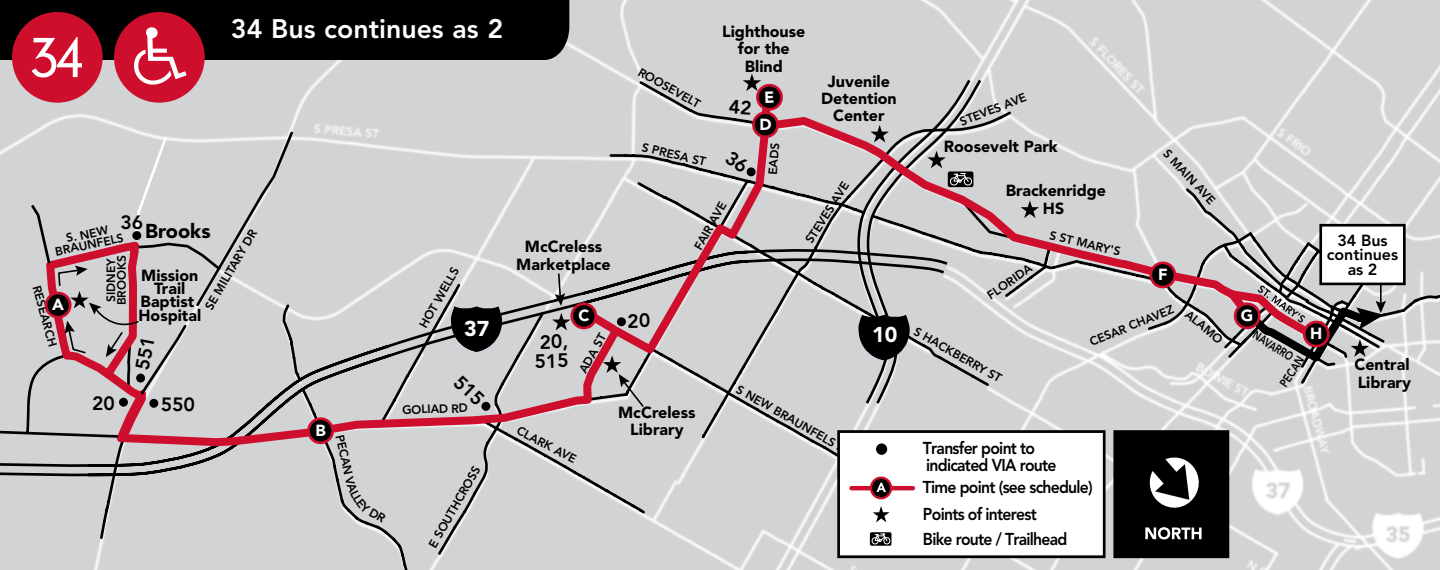 34
34 Bus continues as 2
S PRESA ST
S FLORES ST
S FRIO
Lighthouse
for the
Blind
ROOSEVELT
42
E
D
Juvenile
Detention
Center
STEVES AVE
S PRESA ST
36
EADS
Roosevelt Park
Brackenridge
HS
S MAIN AVE
36
Brooks
S. NEW
BRAUNFELS
SIDNEY
BROOKS
Mission
Trail
Baptist
Hospital
A
RESEARCH
SE MILITARY DR
551
20
550
McCreless
Marketplace
HOT WELLS
37
C
20
20,
515
ADA ST
FAIR AVE
STEVES AVE
S ST MARY'S
FLORIDA
F
34 Bus
continues
as 2
ST. MARY'S
G
H
CESAR CHAVEZ
ALAMO
NAVARRO
PECAN
Central
Library
10
S HACKBERRY ST
BOWIE ST
BROADWAY
B
GOLIAD RD
515
McCreless
Library
S NEW BRAUNFELS
CLARK AVE
PECAN VALLEY DR
E SOUTHCROSS
Transfer point to
indicated VIA route
A
Time point (see schedule)
Points of interest
Bike route / Trailhead
NORTH
37
35